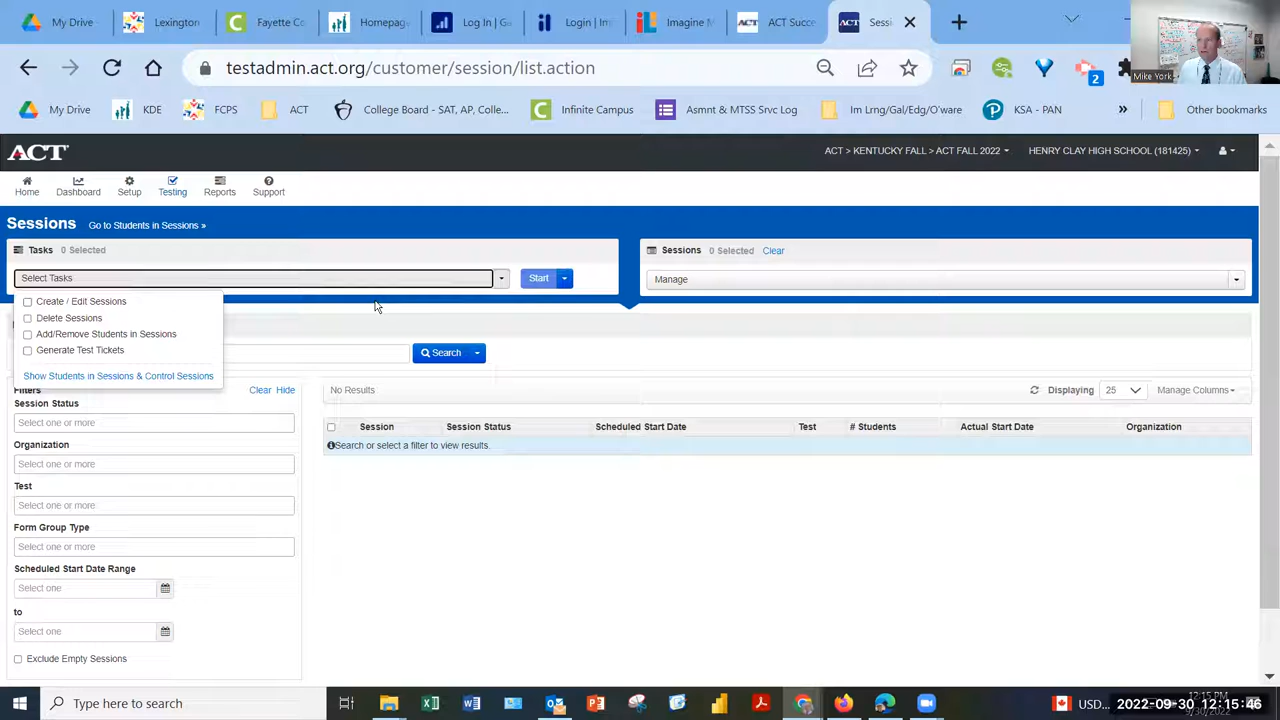 My Drive
Lexington
Fayette Co
Homepag
Log In | Go
Login | Im
Imagine M
ACT Succe
Sessi
testadmin.act.org/customer/session/list.action
Mike York
2
My Drive
KDE
FCPS
ACT
College Board - SAT, AP, Colle...
Infinite Campus
Asmnt & MTSS Srvc Log
Im Lrng/Gal/Edg/O'ware
KSA - PAN
Other bookmarks
ACT
ACT > KENTUCKY FALL > ACT FALL 2022
HENRY CLAY HIGH SCHOOL (181425)
Home
Dashboard
Setup
Testing
Reports
Support
Sessions
Go to Students in Sessions »
Tasks
0 Selected
Sessions
0 Selected
Clear
Select Tasks
Start
Manage
Create / Edit Sessions
Delete Sessions
Add/Remove Students in Sessions
Generate Test Tickets
Show Students in Sessions & Control Sessions
Search
Filters
Clear Hide
No Results
Displaying
25
Manage Columns
Session Status
Select one or more
Organization
Select one or more
Test
Select one or more
Form Group Type
Select one or more
Scheduled Start Date Range
Select one
to
Select one
Exclude Empty Sessions
Session
Session Status
Scheduled Start Date
Test
# Students
Actual Start Date
Organization
Search or select a filter to view results.
Type here to search
USD...
12:15 PM
9/30/2022
2022-09-30 12:15:46